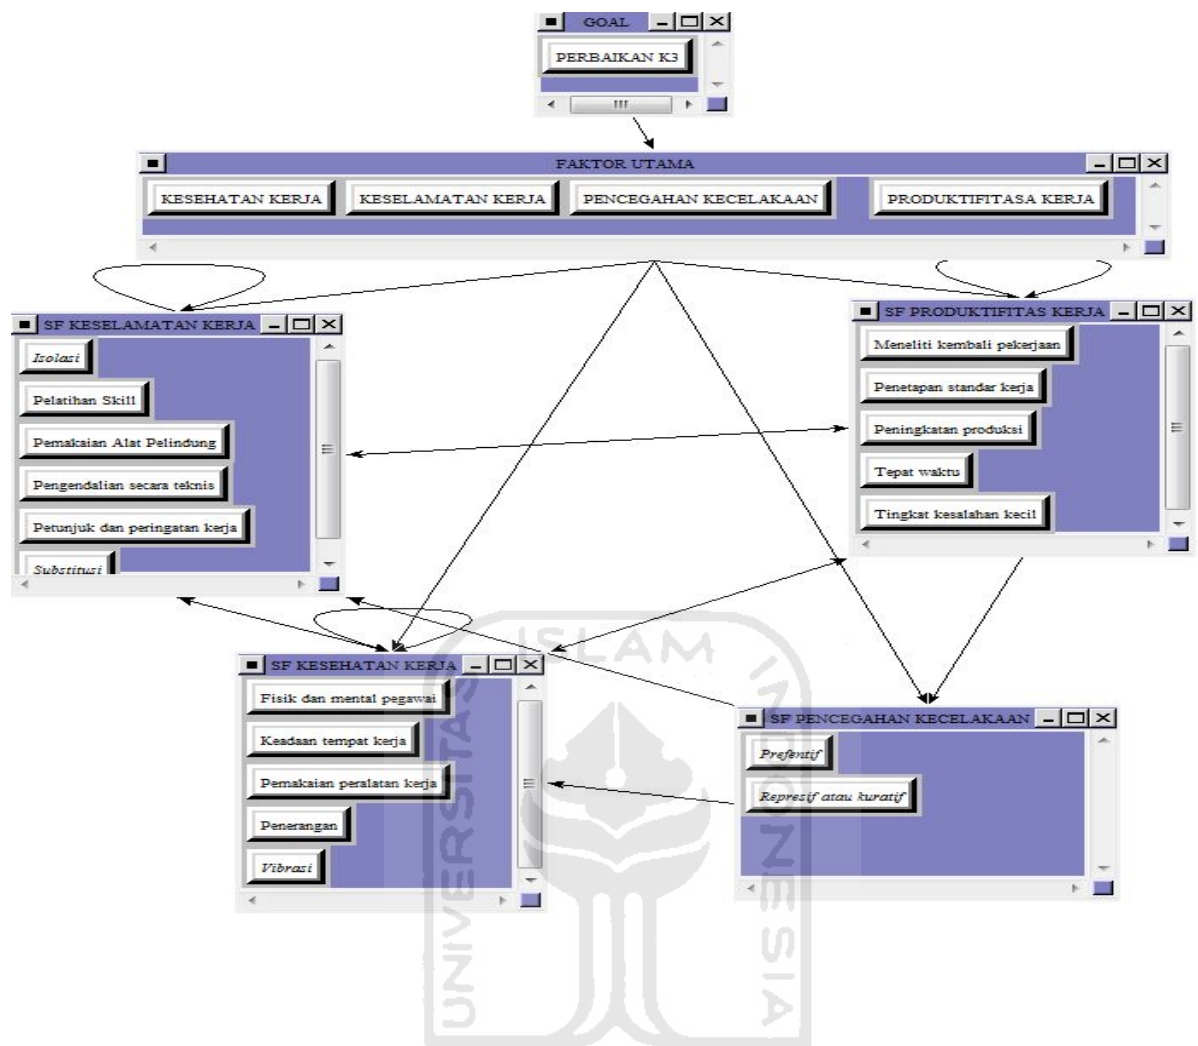 GOAL
PERBAIKAN K3
FAKTOR UTAMA
KESEHATAN KERJA
KESELAMATAN KERJA
PENCEGAHAN KECELAKAAN
PRODUKTIFITASA KERJA
SF KESELAMATAN KERJA
Isolasi
Pelatihan Skill
Pemakaian Alat Pelindung
Pengendalian secara teknis
Petunjuk dan peringatan kerja
Substitusi
SF PRODUKTIFITAS KERJA
Meneliti kembali pekerjaan
Penetapan standar kerja
Peningkatan produksi
Tepat waktu
Tingkat kesalahan kecil
SF KESEHATAN KERJA
Fisik dan mental pegawai
Keadaan tempat kerja
Pemakaian peralatan kerja
Penerangan
Vibrasi
SF PENCEGAHAN KECELAKAAN
Prefentif
Represif atau kuratif
UNIVERSITAS
ISLAM
INDONESIA